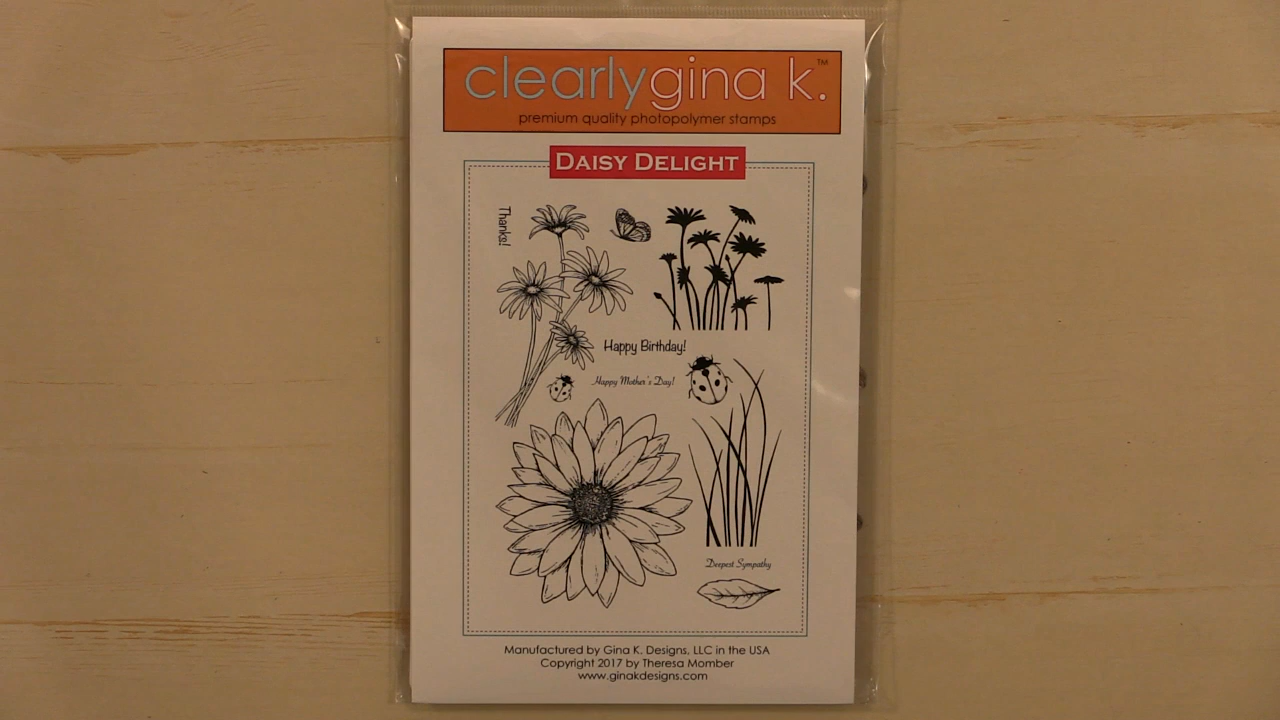 clearlygina k.™
premium quality photopolymer stamps
DAISY DELIGHT
Thanks!
Happy Birthday!
Happy Mother's Day!
Deepest Sympathy
Manufactured by Gina K. Designs, LLC in the USA
Copyright 2017 by Theresa Momber
www.ginakdesigns.com